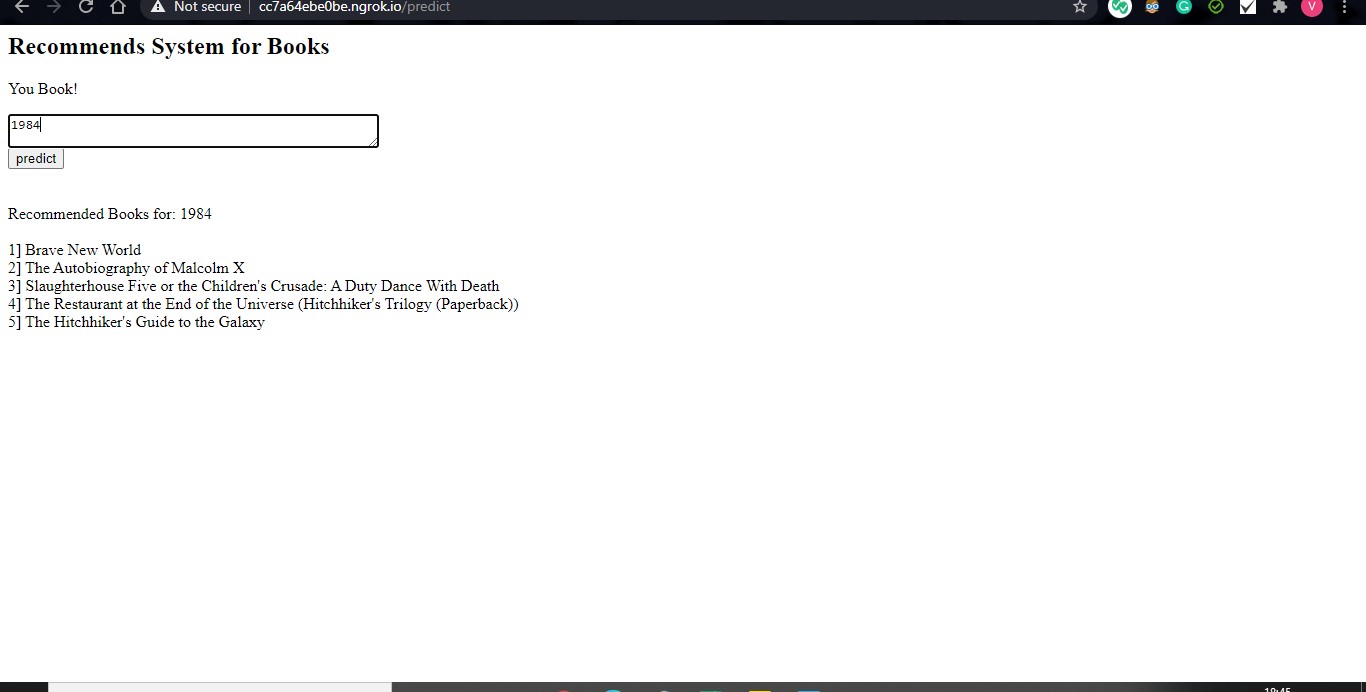 Not secure cc7a64ebe0be.ngrok.io/predict V
Recommends System for Books
You Book!
1984
predict
Recommended Books for: 1984
1] Brave New World
2] The Autobiography of Malcolm X
3] Slaughterhouse Five or the Children's Crusade: A Duty Dance With Death
4] The Restaurant at the End of the Universe (Hitchhiker's Trilogy (Paperback))
5] The Hitchhiker's Guide to the Galaxy